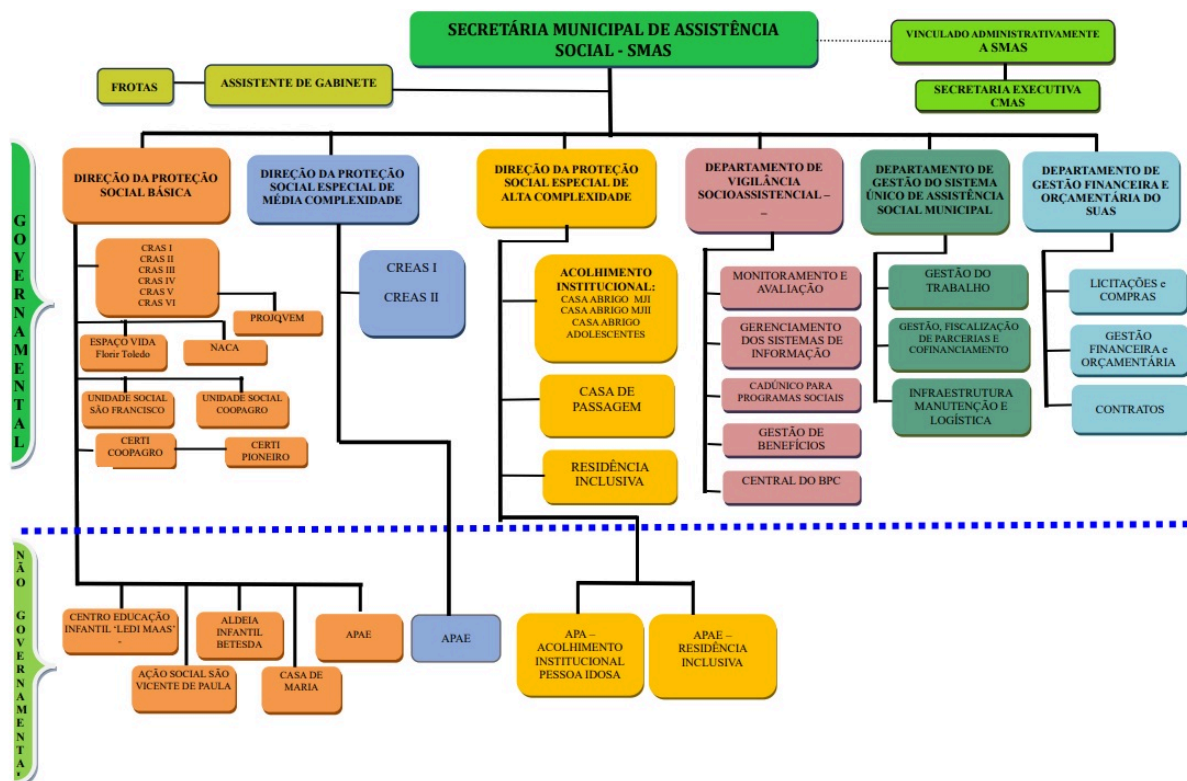 SECRETÁRIA MUNICIPAL DE ASSISTÊNCIA
SOCIAL - SMAS
VINCULADO ADMINISTRATIVAMENTE
A SMAS
SECRETARIA EXECUTIVA
CMAS
FROTAS
ASSISTENTE DE GABINETE
GOVERNAMENTAL
DIREÇÃO DA PROTEÇÃO
SOCIAL BÁSICA
DIREÇÃO DA PROTEÇÃO
SOCIAL ESPECIAL DE
MÉDIA COMPLEXIDADE
DIREÇÃO DA PROTEÇÃO
SOCIAL ESPECIAL DE
ALTA COMPLEXIDADE
DEPARTAMENTO DE
VIGILÂNCIA
SOCIOASSISTENCIAL –
–
DEPARTAMENTO DE
GESTÃO DO SISTEMA
ÚNICO DE ASSISTÊNCIA
SOCIAL MUNICIPAL
DEPARTAMENTO DE
GESTÃO FINANCEIRA E
ORÇAMENTÁRIA DO
SUAS
CRAS I
CRAS II
CRAS III
CRAS IV
CRAS V
CRAS VI
PROJOVEM
ESPAÇO VIDA
Florir Toledo
NACA
UNIDADE SOCIAL
SÃO FRANCISCO
UNIDADE SOCIAL
COOPAGRO
CERTI
COOPAGRO
CERTI
PIONEIRO
CREAS I
CREAS II
ACOLHIMENTO
INSTITUCIONAL:
CASA ABRIGO MJI
CASA ABRIGO MJII
CASA ABRIGO
ADOLESCENTES
CASA DE
PASSAGEM
RESIDÊNCIA
INCLUSIVA
MONITORAMENTO E
AVALIAÇÃO
GERENCIAMENTO
DOS SISTEMAS DE
INFORMAÇÃO
CADÚNICO PARA
PROGRAMAS SOCIAIS
GESTÃO DE
BENEFÍCIOS
CENTRAL DO BPC
GESTÃO DO
TRABALHO
GESTÃO, FISCALIZAÇÃO
DE PARCERIAS E
COFINANCIAMENTO
INFRAESTRUTURA
MANUTENÇÃO E
LOGÍSTICA
LICITAÇÕES e
COMPRAS
GESTÃO
FINANCEIRA e
ORÇAMENTÁRIA
CONTRATOS
NÃO GOVERNAMENTA
CENTRO EDUCAÇÃO
INFANTIL ‘LEDI MAAS’
-
AÇÃO SOCIAL SÃO
VICENTE DE PAULA
ALDEIA
INFANTIL
BETESDA
CASA DE
MARIA
APAE
APAE
APA –
ACOLHIMENTO
INSTITUCIONAL
PESSOA IDOSA
APAE –
RESIDÊNCIA
INCLUSIVA